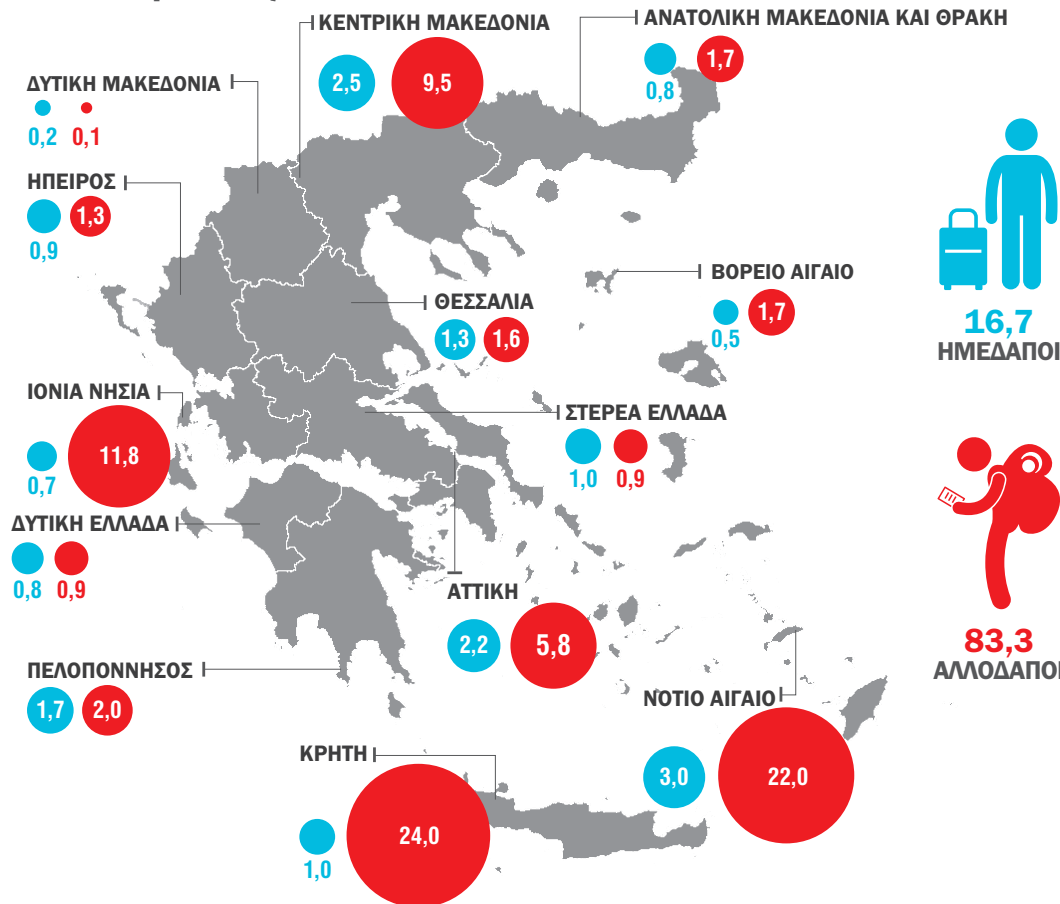 ΚΕΝΤΡΙΚΗ ΜΑΚΕΔΟΝΙΑ
2,5 9,5
ΑΝΑΤΟΛΙΚΗ ΜΑΚΕΔΟΝΙΑ ΚΑΙ ΘΡΑΚΗ
0,8 1,7
ΔΥΤΙΚΗ ΜΑΚΕΔΟΝΙΑ
0,2 0,1
ΗΠΕΙΡΟΣ
0,9 1,3
ΒΟΡΕΙΟ ΑΙΓΑΙΟ
0,5 1,7
ΘΕΣΣΑΛΙΑ
1,3 1,6
16,7
ΗΜΕΔΑΠΟΙ
ΙΟΝΙΑ ΝΗΣΙΑ
0,7 11,8
ΣΤΕΡΕΑ ΕΛΛΑΔΑ
1,0 0,9
ΔΥΤΙΚΗ ΕΛΛΑΔΑ
0,8 0,9
ΑΤΤΙΚΗ
2,2 5,8
83,3
ΑΛΛΟΔΑΠΟΙ
ΠΕΛΟΠΟΝΝΗΣΟΣ
1,7 2,0
ΝΟΤΙΟ ΑΙΓΑΙΟ
3,0 22,0
ΚΡΗΤΗ
1,0 24,0